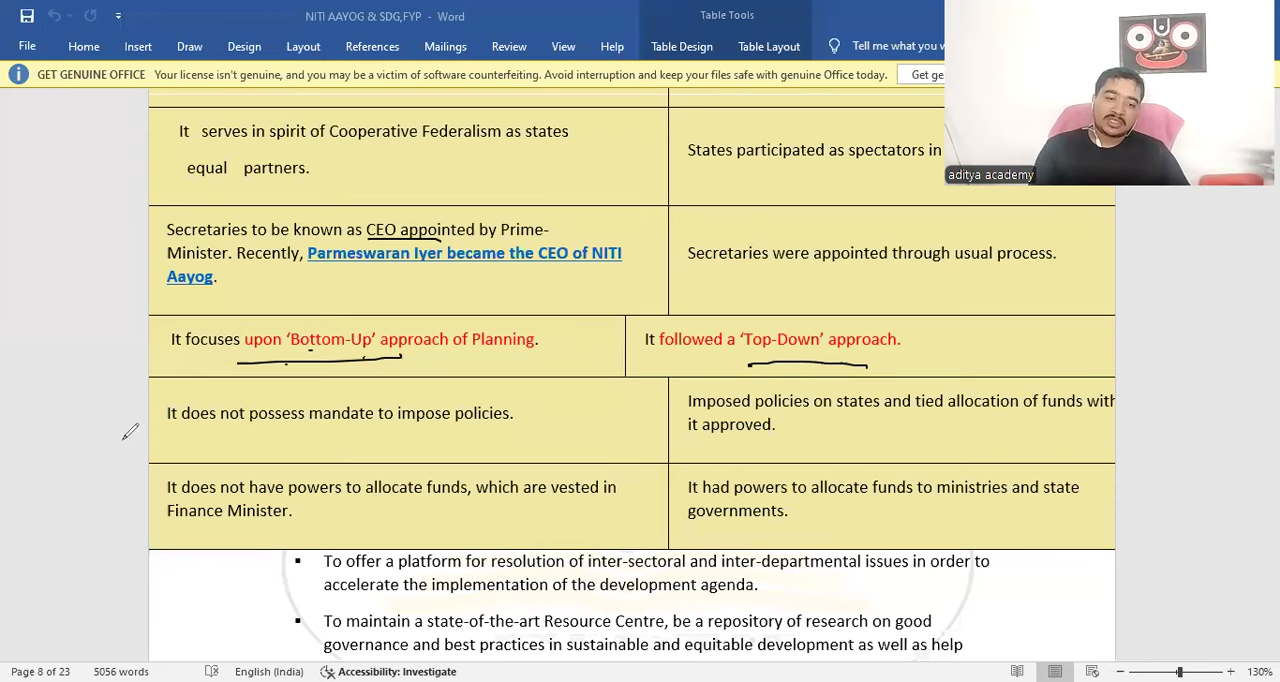 NITI AAYOG & SDG,FYP - Word
Table Tools
File Home Insert Draw Design Layout References Mailings Review View Help Table Design Table Layout Tell me what you w
GET GENUINE OFFICE Your license isn't genuine, and you may be a victim of software counterfeiting. Avoid interruption and keep your files safe with genuine Office today. Get ge
aditya academy
It serves in spirit of Cooperative Federalism as states
equal partners.
States participated as spectators in
Secretaries to be known as CEO appointed by Prime-
Minister. Recently, Parmeswaran Iyer became the CEO of NITI
Aayog.
Secretaries were appointed through usual process.
It focuses upon ‘Bottom-Up’ approach of Planning.
It followed a ‘Top-Down’ approach.
It does not possess mandate to impose policies.
Imposed policies on states and tied allocation of funds with
it approved.
It does not have powers to allocate funds, which are vested in
Finance Minister.
It had powers to allocate funds to ministries and state
governments.
▪ To offer a platform for resolution of inter-sectoral and inter-departmental issues in order to
accelerate the implementation of the development agenda.
▪ To maintain a state-of-the-art Resource Centre, be a repository of research on good
governance and best practices in sustainable and equitable development as well as help
Page 8 of 23 5056 words English (India) Accessibility: Investigate 130%